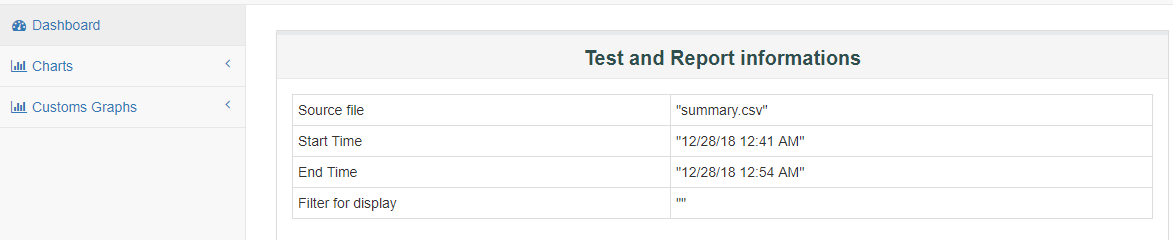 Dashboard
Charts
Customs Graphs
Test and Report informations
Source file "summary.csv"
Start Time "12/28/18 12:41 AM"
End Time "12/28/18 12:54 AM"
Filter for display ""